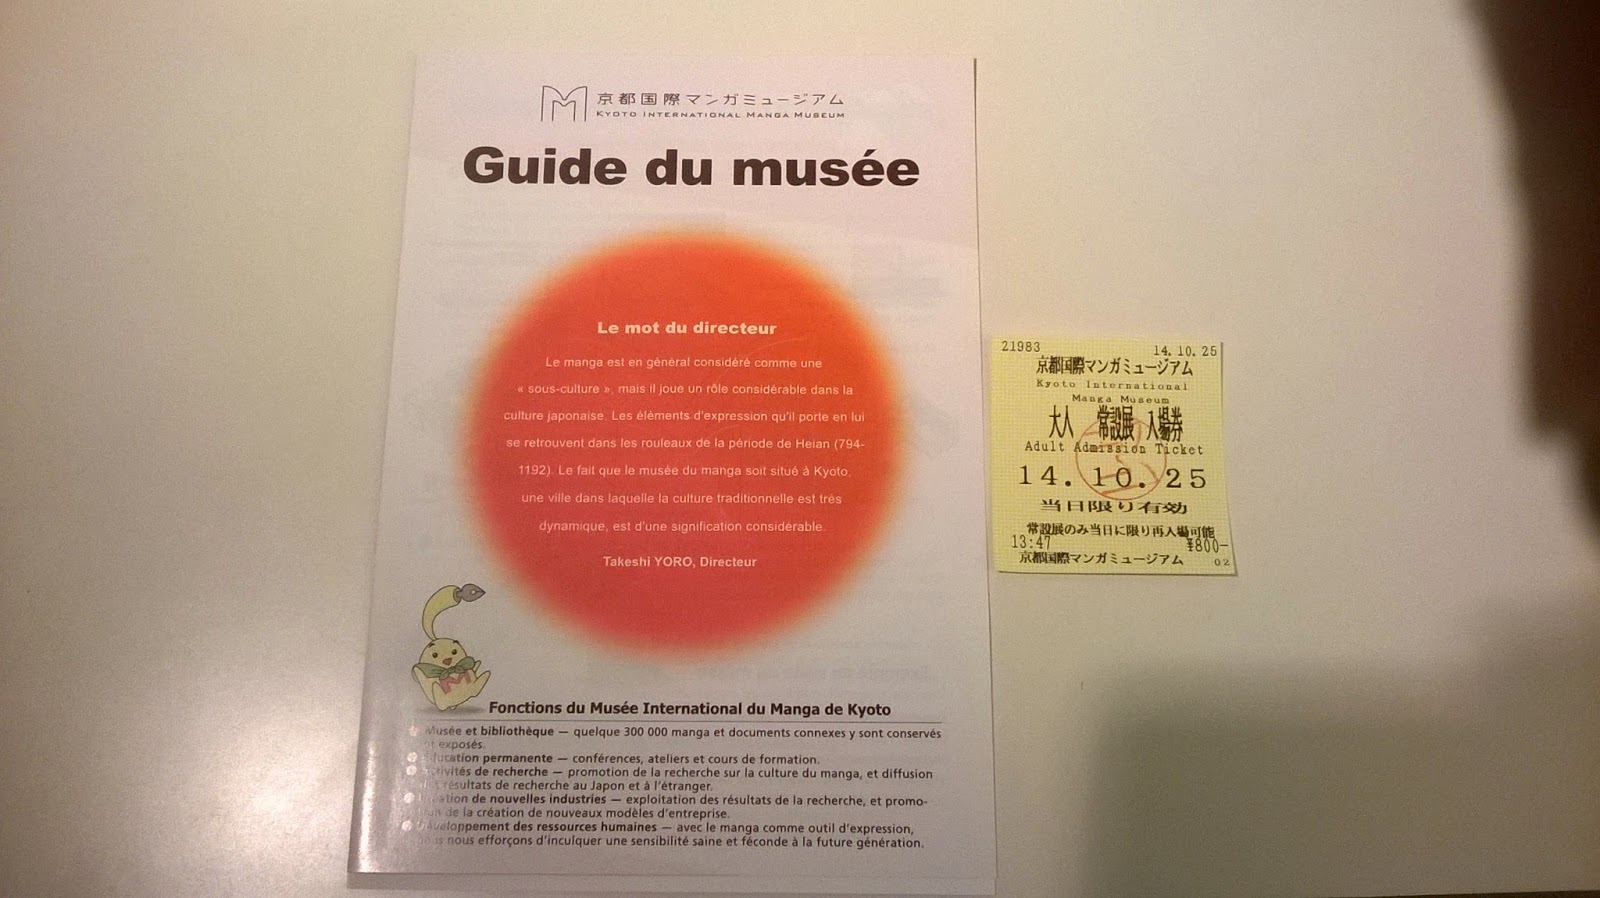 京都国際マンガミュージアム
KYOTO INTERNATIONAL MANGA MUSEUM
Guide du musée
Le mot du directeur
Le manga est en général considéré comme une
« sous-culture », mais il joue un rôle considérable dans la
culture japonaise. Les éléments d'expression qu'il porte en lui
se retrouvent dans les rouleaux de la période de Heian (794-
1192). Le fait que le musée du manga soit situé à Kyoto,
une ville dans laquelle la culture traditionnelle est très
dynamique, est d'une signification considérable.
Takeshi YORO, Directeur
Fonctions du Musée International du Manga de Kyoto
Musée et bibliothèque — quelque 300 000 manga et documents connexes y sont conservés
et exposés.
Éducation permanente — conférences, ateliers et cours de formation.
Activités de recherche — promotion de la recherche sur la culture du manga, et diffusion
des résultats de recherche au Japon et à l'étranger.
Création de nouvelles industries — exploitation des résultats de la recherche, et promo-
tion de la création de nouveaux modèles d'entreprise.
Développement des ressources humaines — avec le manga comme outil d'expression,
nous nous efforçons d'inculquer une sensibilité saine et féconde à la future génération.
21983 14.10.25
京都国際マンガミュージアム
Kyoto International
Manga Museum
大人 常設展 入場券
Adult Admission Ticket
14.10.25
当日限り有効
常設展のみ当日に限り再入場可能
13:47 ¥800-
京都国際マンガミュージアム
02